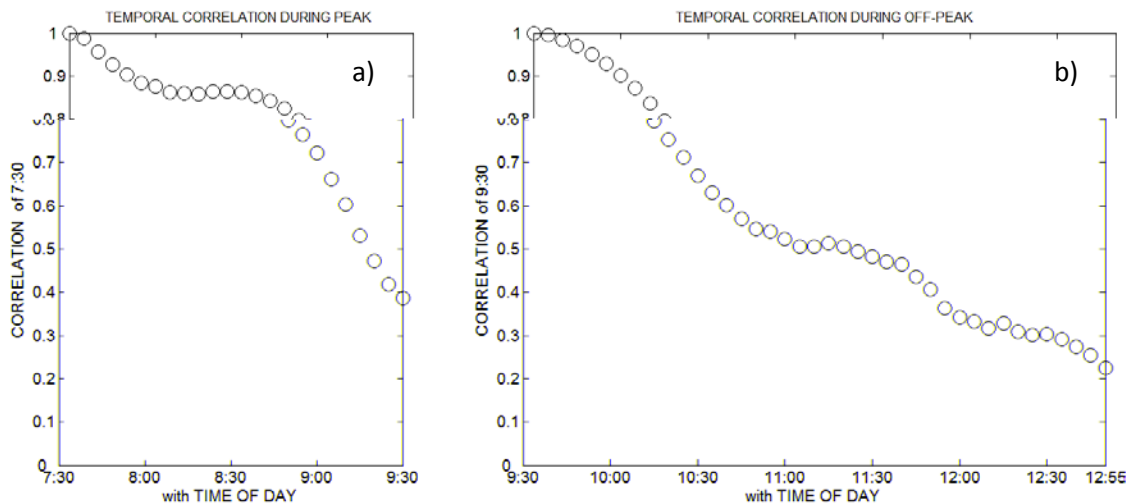 TEMPORAL CORRELATION DURING PEAK
a)
1
0.9
0.8
0.7
0.6
0.5
0.4
0.3
0.2
0.1
0
CORRELATION of 7:30
7:30 8:00 8:30 9:00 9:30
with TIME OF DAY
TEMPORAL CORRELATION DURING OFF-PEAK
b)
1
0.9
0.8
0.7
0.6
0.5
0.4
0.3
0.2
0.1
0
CORRELATION of 9:30
9:30 10:00 10:30 11:00 11:30 12:00 12:30 12:55
with TIME OF DAY